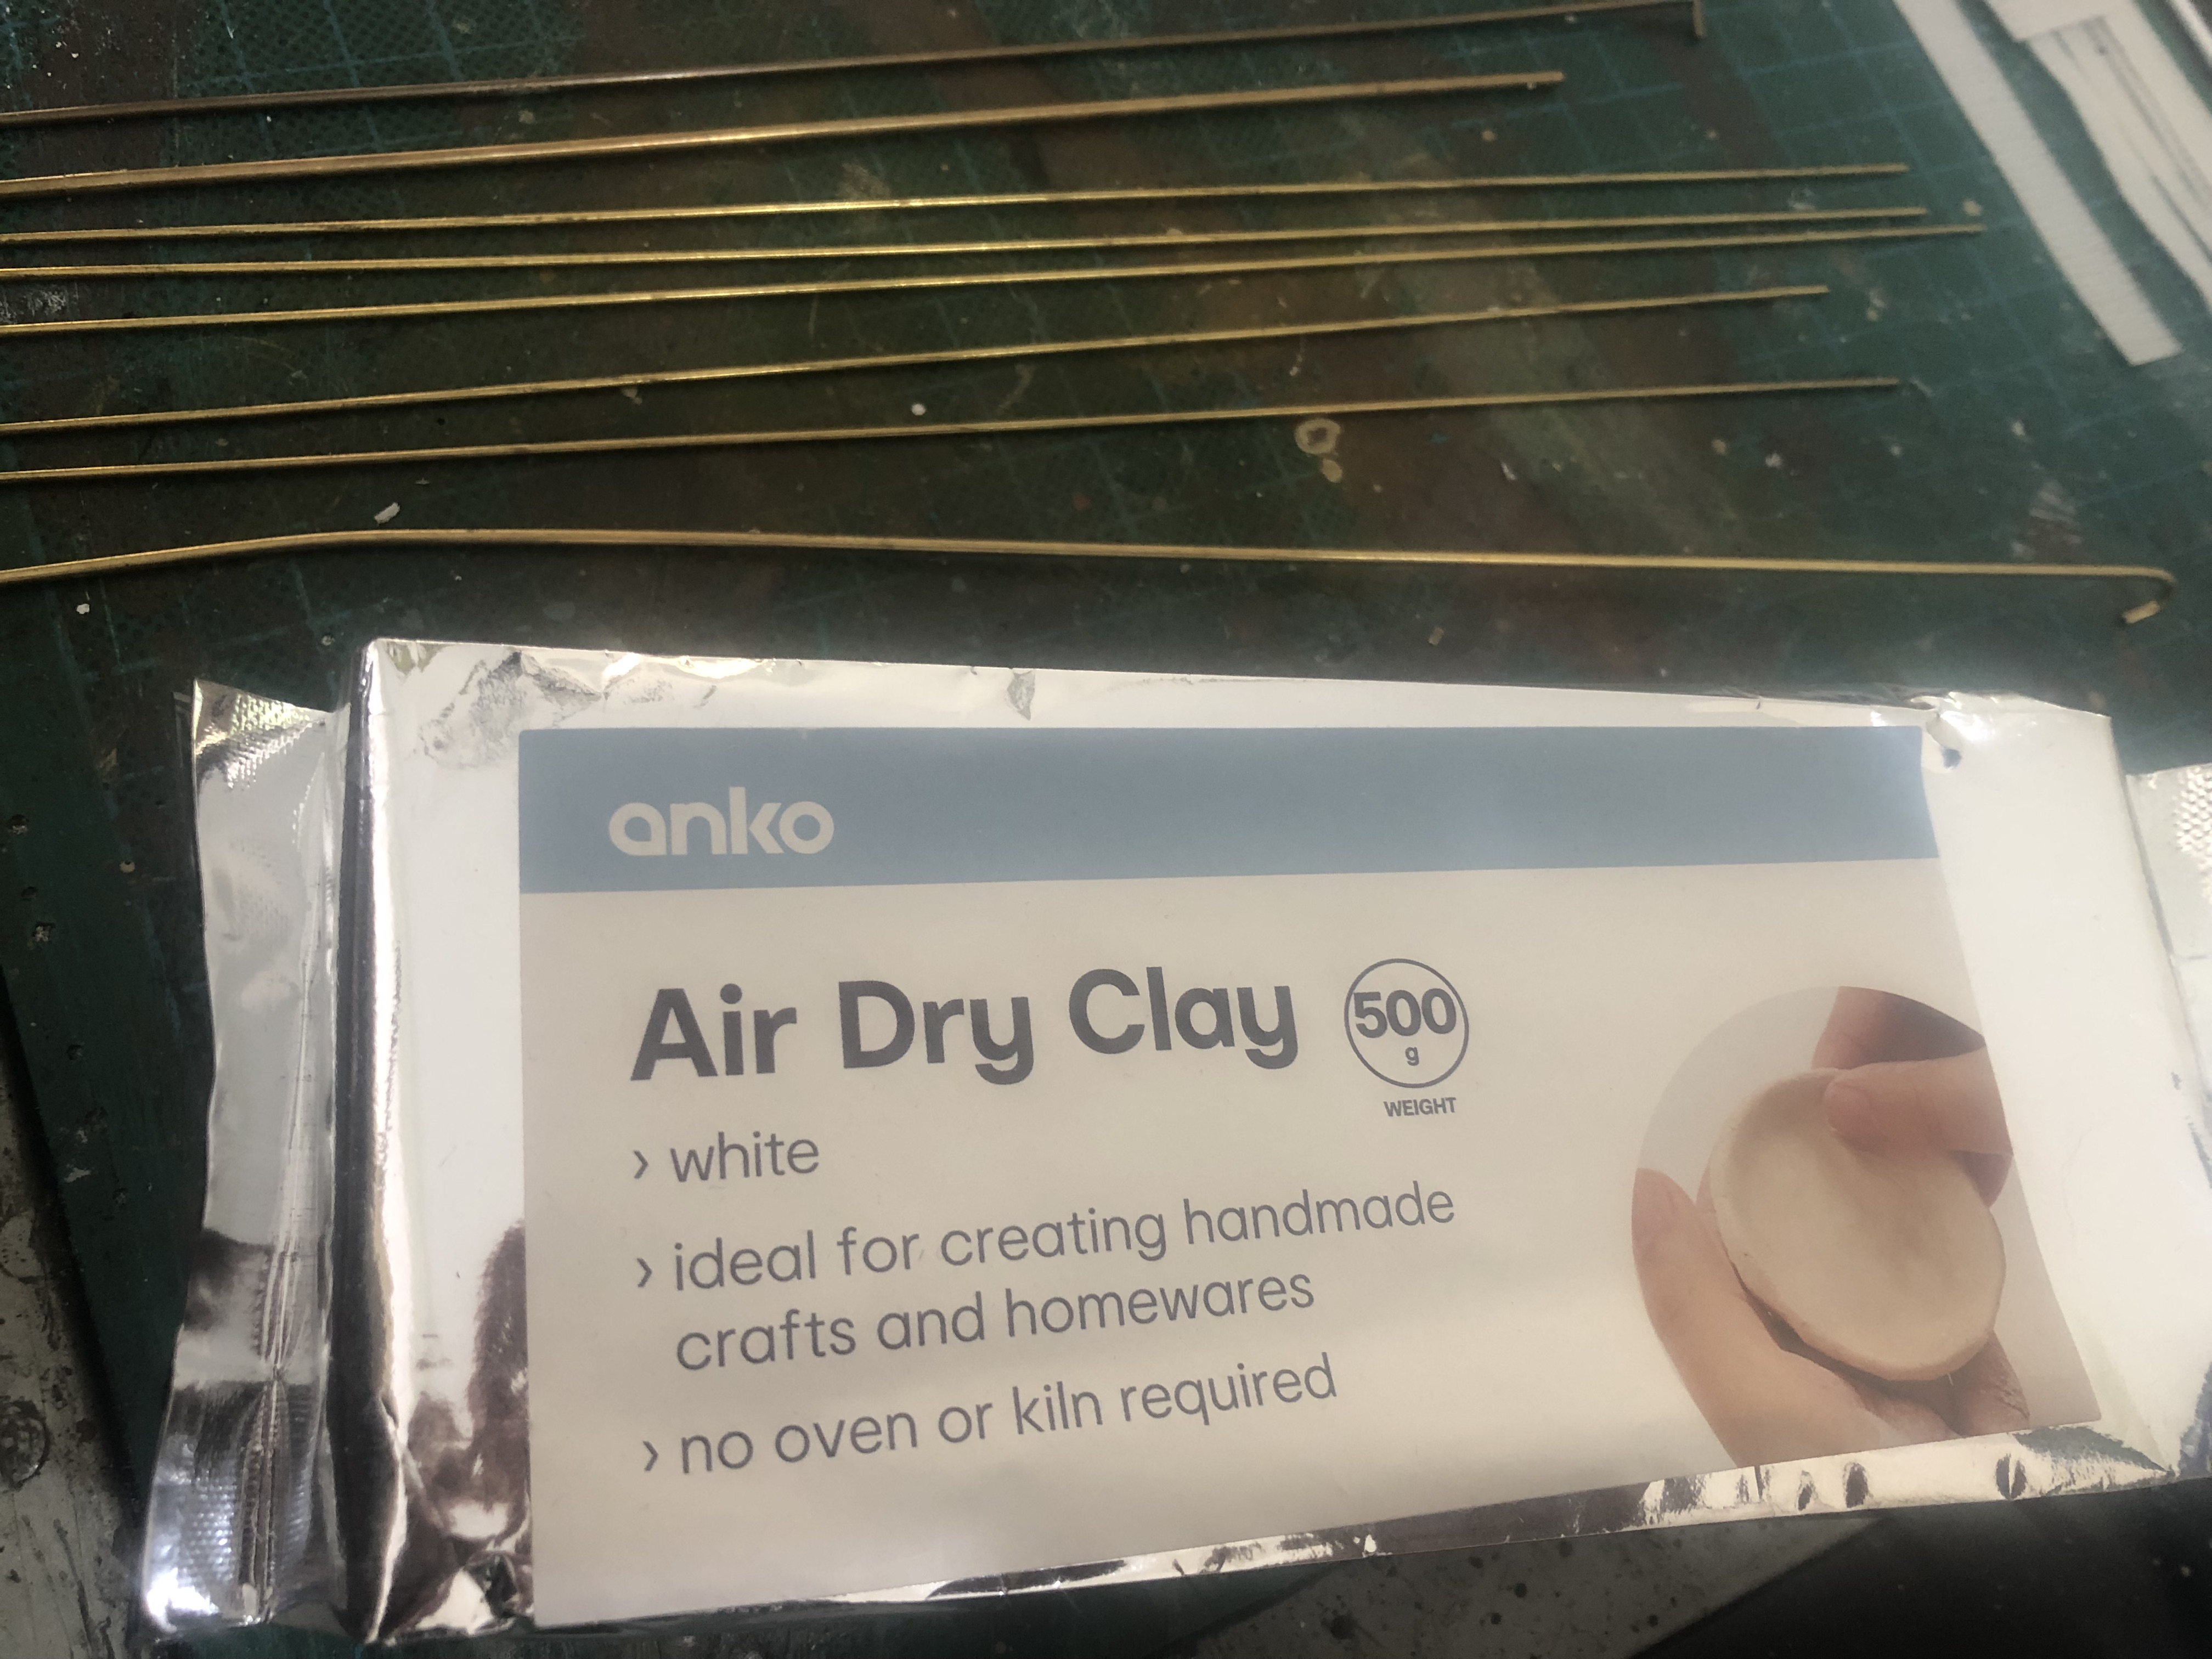 anko
Air Dry Clay
500
g
WEIGHT
› white
› ideal for creating handmade
crafts and homewares
› no oven or kiln required